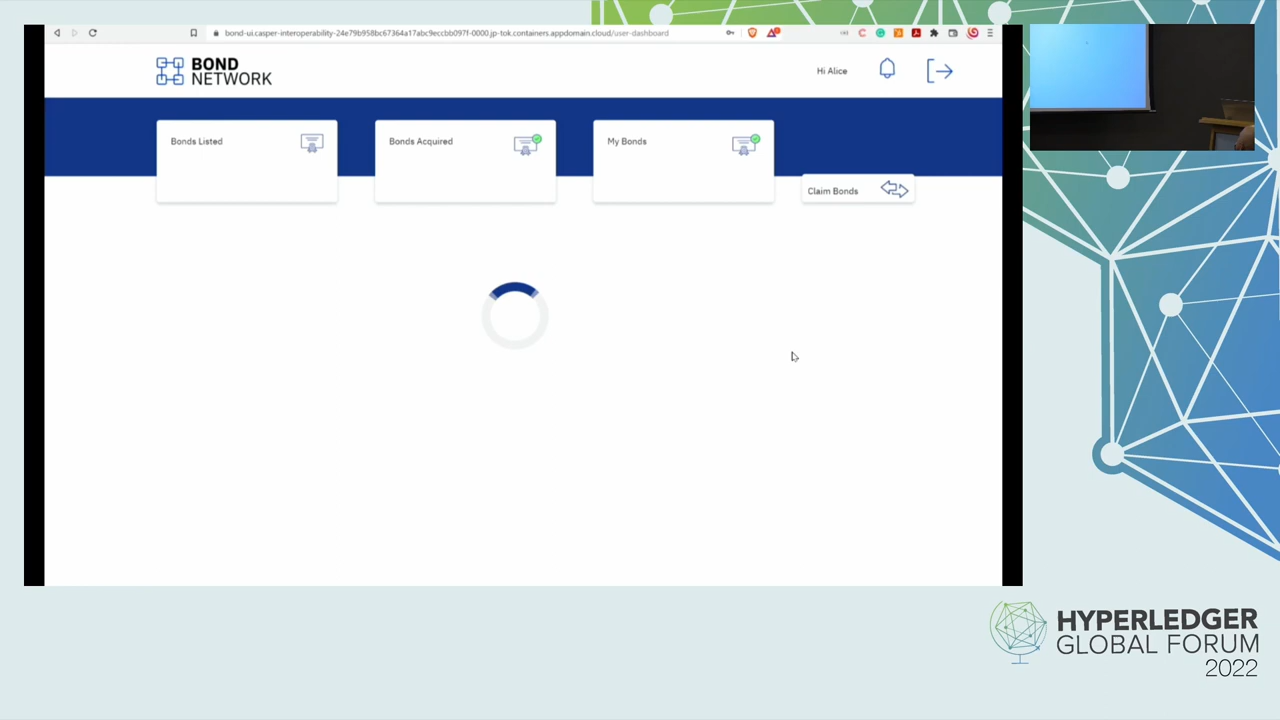 bond-ui.casper-interoperability-24e79b958bc67364a17abc9eccbb097f-0000.jp-tok.containers.appdomain.cloud/user-dashboard
BOND
NETWORK
Hi Alice
Bonds Listed
Bonds Acquired
My Bonds
Claim Bonds
HYPERLEDGER
GLOBAL FORUM
2022